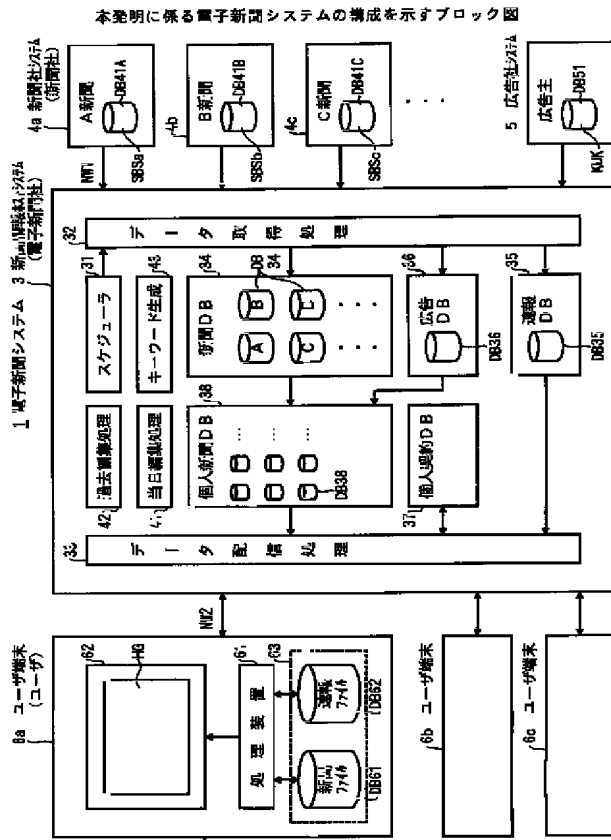 本発明に係る電子新聞システムの構成を示すブロック図
1 電子新聞システム
3 新聞情報ホストシステム
(電子新聞社)
4a 新聞社システム
(新聞社)
A新聞
DB41A
SBSa
NW1
4b
B新聞
DB41B
SBSb
4c
C新聞
DB41C
SBSc
5 広告社システム
広告主
DB51
KUK
32
データ取得処理
31
スケジューラ
43
キーワード生成
34
新聞DB
DB34
A
B
C
36
広告DB
DB36
35
速報DB
DB35
42
過去編集処理
当日編集処理
38
個人新聞DB
DB38
個人契約DB
37
33
データ配信処理
NW2
6a ユーザ端末
(ユーザ)
62
HG
61
処理装置
63
新聞ファイル
DB61
速報ファイル
DB62
6b ユーザ端末
6c ユーザ端末